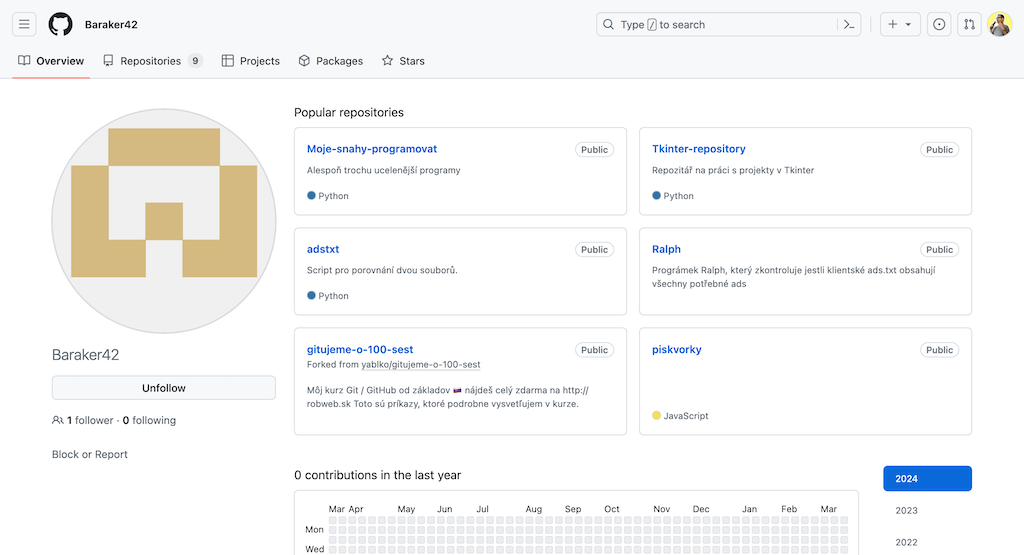 Baraker42
Type / to search
Overview
Repositories 9
Projects
Packages
Stars
Baraker42
Unfollow
1 follower · 0 following
Block or Report
Popular repositories
Moje-snahy-programovat
Public
Alespoň trochu ucelenější programy
Python
Tkinter-repository
Public
Repozitář na práci s projekty v Tkinter
Python
adstxt
Public
Script pro porovnání dvou souborů.
Python
Ralph
Public
Prográmek Ralph, který zkontroluje jestli klientské ads.txt obsahují
všechny potřebné ads
gitujeme-o-100-sest
Public
Forked from yablko/gitujeme-o-100-sest
Môj kurz Git / GitHub od základov 🇸🇰 nájdeš celý zdarma na http://
robweb.sk Toto sú príkazy, ktoré podrobne vysvetľujem v kurze.
piskvorky
Public
JavaScript
0 contributions in the last year
Mar Apr May Jun Jul Aug Sep Oct Nov Dec Jan Feb Mar
Mon
Wed
2024
2023
2022